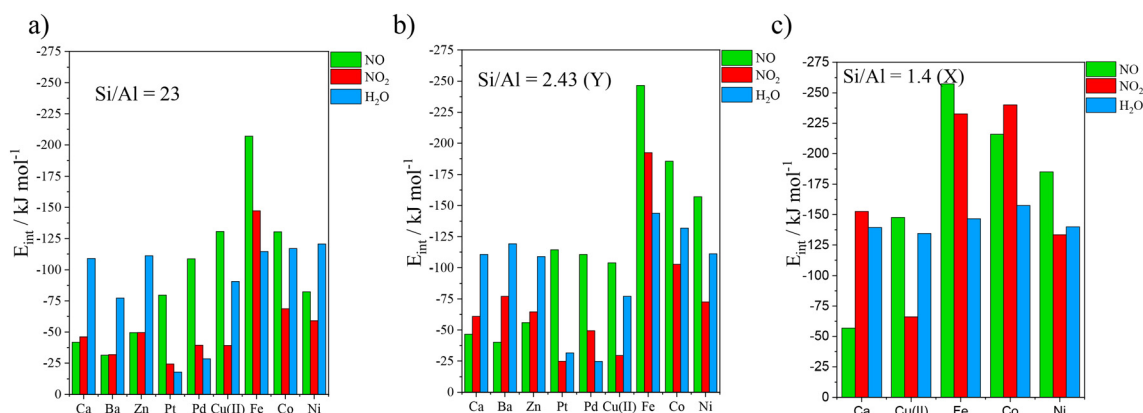 a)
Si/Al = 23
NO
NO₂
H₂O
E_int / kJ mol⁻¹
-275
-250
-225
-200
-175
-150
-125
-100
-75
-50
-25
0
Ca Ba Zn Pt Pd Cu(II) Fe Co Ni
b)
Si/Al = 2.43 (Y)
NO
NO₂
H₂O
E_int / kJ mol⁻¹
-275
-250
-225
-200
-175
-150
-125
-100
-75
-50
-25
0
Ca Ba Zn Pt Pd Cu(II) Fe Co Ni
c)
Si/Al = 1.4 (X)
NO
NO₂
H₂O
E_int / kJ mol⁻¹
-275
-250
-225
-200
-175
-150
-125
-100
-75
-50
-25
0
Ca Cu(II) Fe Co Ni